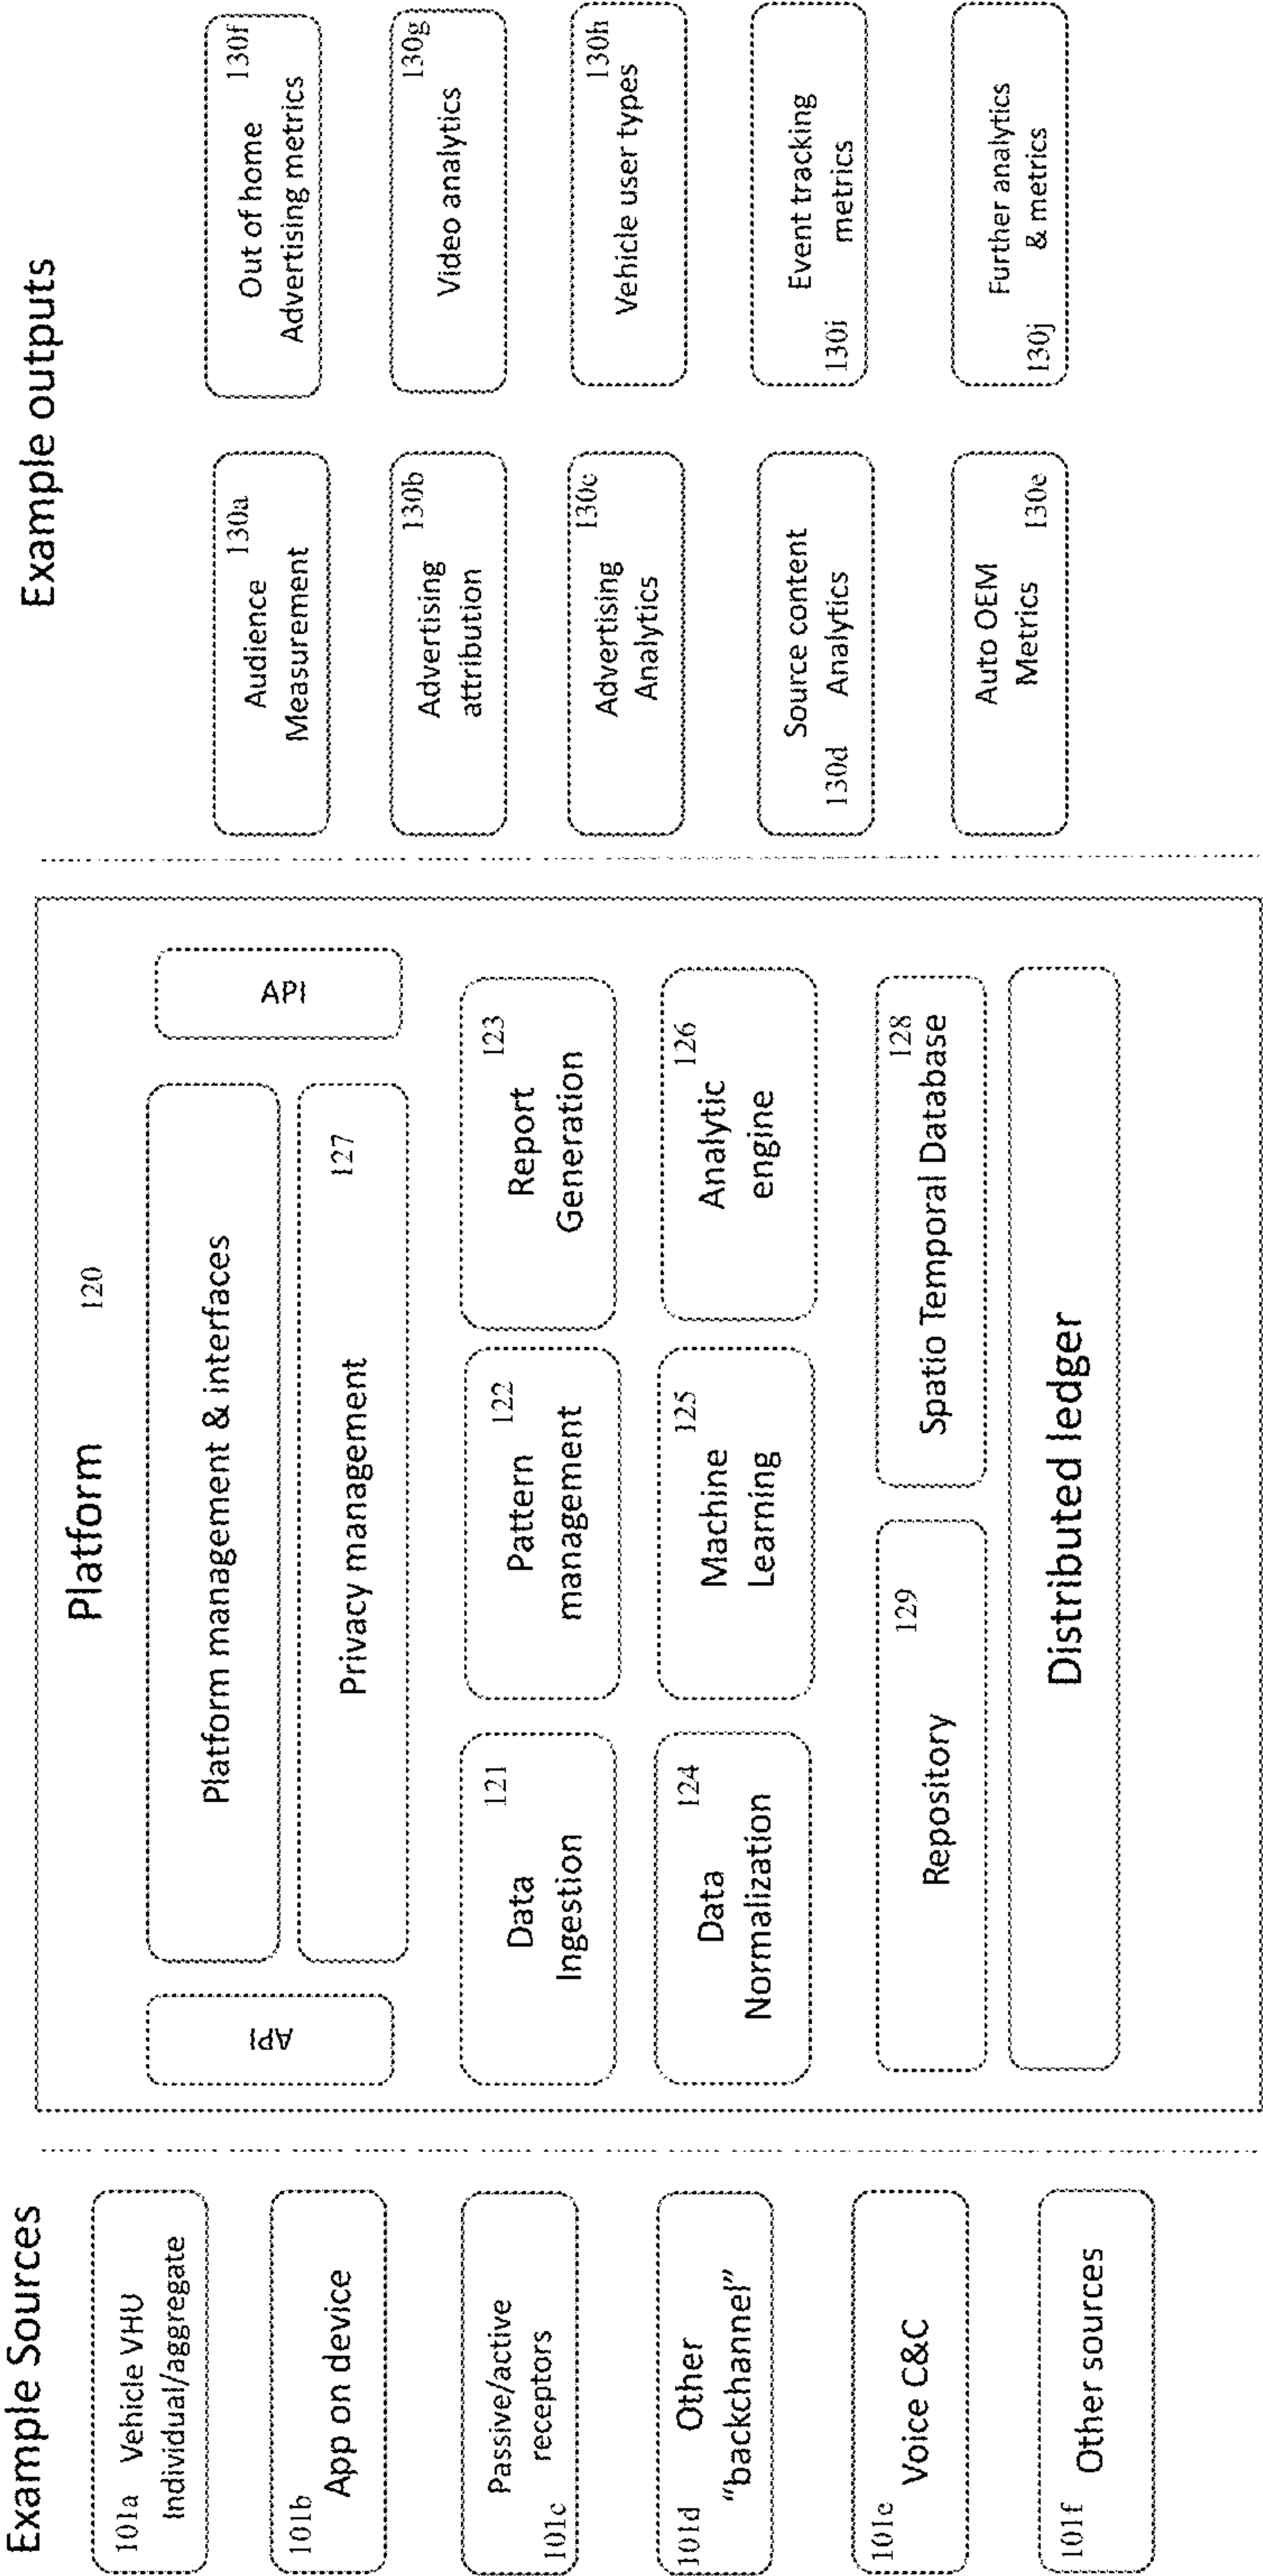 Example Sources
101a Vehicle VHU
Individual/aggregate
101b
App on device
Passive/active
receptors
101c
101d Other
"backchannel"
101e
Voice C&C
101f
Other sources
Platform 120
API
Platform management & interfaces
Privacy management 127
API
Data 121
Ingestion
Pattern 122
management
Report 123
Generation
Data 124
Normalization
Machine 125
Learning
Analytic 126
engine
Repository 129
128
Spatio Temporal Database
Distributed ledger
Example outputs
Audience 130a
Measurement
Advertising 130b
attribution
Advertising 130c
Analytics
Source content
130d Analytics
Auto OEM
Metrics 130e
Out of home 130f
Advertising metrics
130g
Video analytics
130h
Vehicle user types
Event tracking
130i metrics
Further analytics
130j & metrics